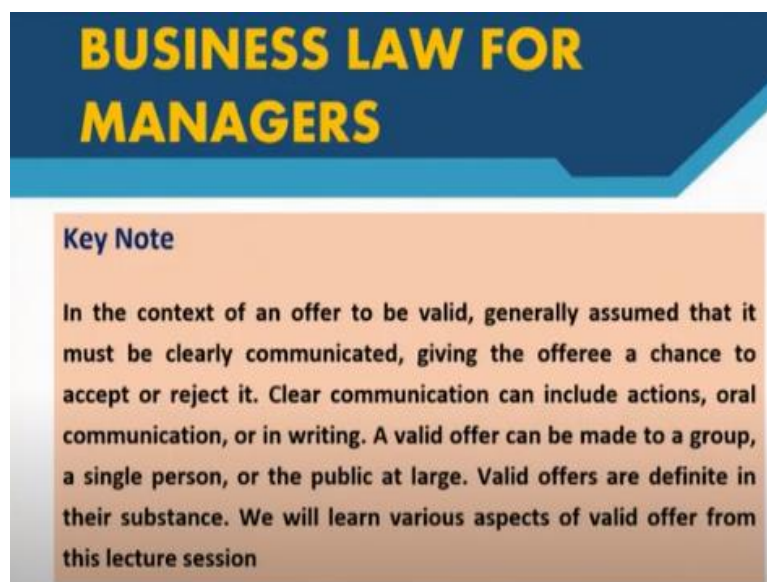 BUSINESS LAW FOR
MANAGERS
Key Note
In the context of an offer to be valid, generally assumed that it
must be clearly communicated, giving the offeree a chance to
accept or reject it. Clear communication can include actions, oral
communication, or in writing. A valid offer can be made to a group,
a single person, or the public at large. Valid offers are definite in
their substance. We will learn various aspects of valid offer from
this lecture session